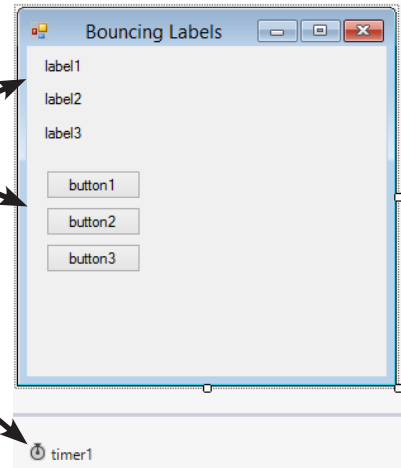 Bouncing Labels
label1
label2
label3
button1
button2
button3
timer1